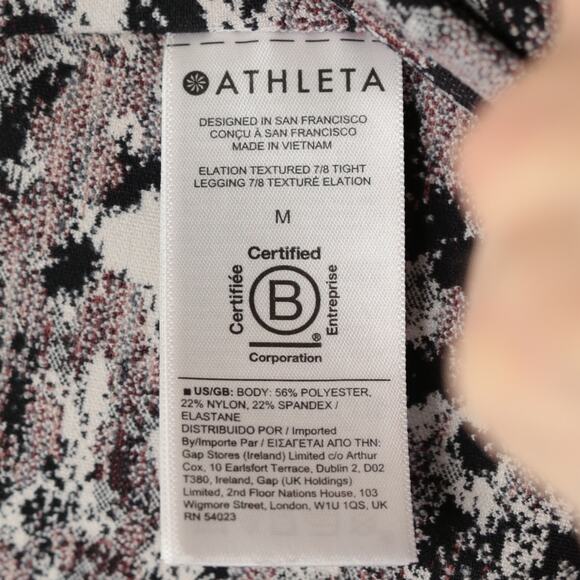 ATHLETA
DESIGNED IN SAN FRANCISCO
CONÇU À SAN FRANCISCO
MADE IN VIETNAM
ELATION TEXTURED 7/8 TIGHT
LEGGING 7/8 TEXTURÉ ELATION
M
Certified
Certifiée
B
Entreprise
®
Corporation
■ US/GB: BODY: 56% POLYESTER,
22% NYLON, 22% SPANDEX /
ELASTANE
DISTRIBUIDO POR / Imported
By/Importe Par / ΕΙΣΑΓΕΤΑΙ ΑΠΟ ΤΗΝ:
Gap Stores (Ireland) Limited c/o Arthur
Cox, 10 Earlsfort Terrace, Dublin 2, D02
T380, Ireland, Gap (UK Holdings)
Limited, 2nd Floor Nations House, 103
Wigmore Street, London, W1U 1QS, UK
RN 54023